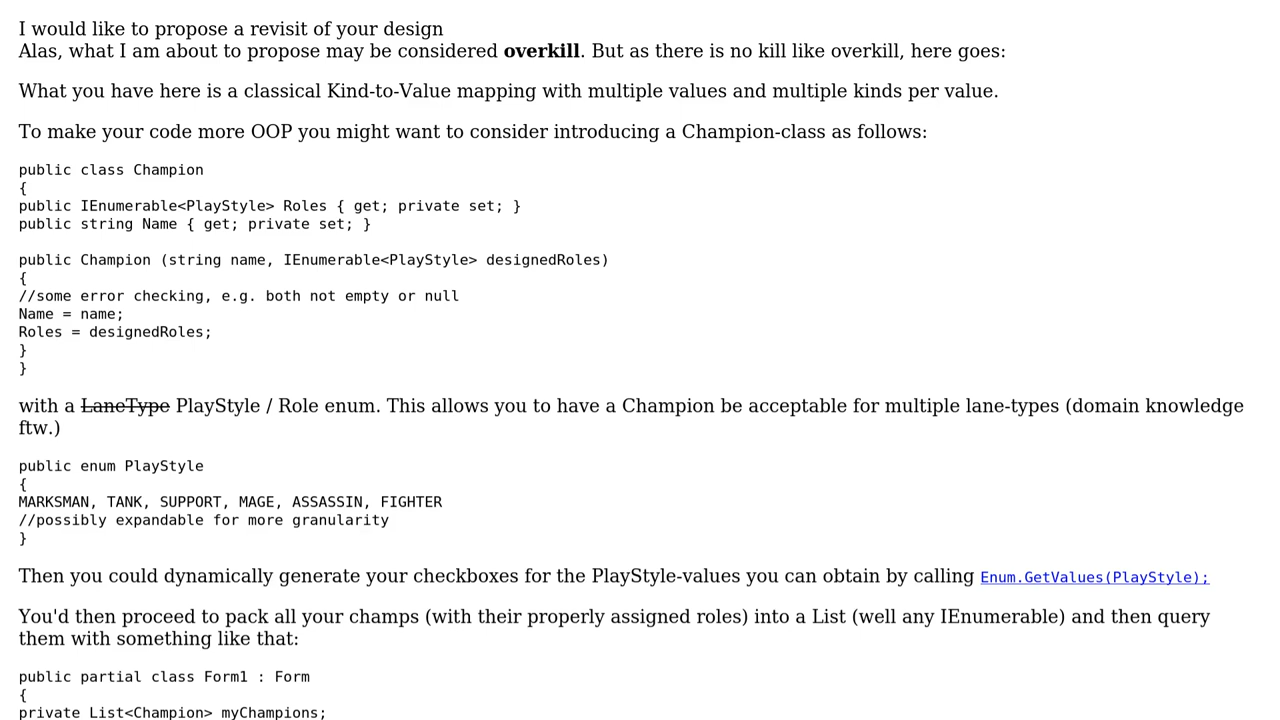 I would like to propose a revisit of your design
Alas, what I am about to propose may be considered overkill. But as there is no kill like overkill, here goes:
What you have here is a classical Kind-to-Value mapping with multiple values and multiple kinds per value.
To make your code more OOP you might want to consider introducing a Champion-class as follows:
public class Champion
{
public IEnumerable<PlayStyle> Roles { get; private set; }
public string Name { get; private set; }
public Champion (string name, IEnumerable<PlayStyle> designedRoles)
{
//some error checking, e.g. both not empty or null
Name = name;
Roles = designedRoles;
}
}
with a LaneType PlayStyle / Role enum. This allows you to have a Champion be acceptable for multiple lane-types (domain knowledge
ftw.)
public enum PlayStyle
{
MARKSMAN, TANK, SUPPORT, MAGE, ASSASSIN, FIGHTER
//possibly expandable for more granularity
}
Then you could dynamically generate your checkboxes for the PlayStyle-values you can obtain by calling Enum.GetValues(PlayStyle);
You'd then proceed to pack all your champs (with their properly assigned roles) into a List (well any IEnumerable) and then query
them with something like that:
public partial class Form1 : Form
{
private List<Champion> myChampions;